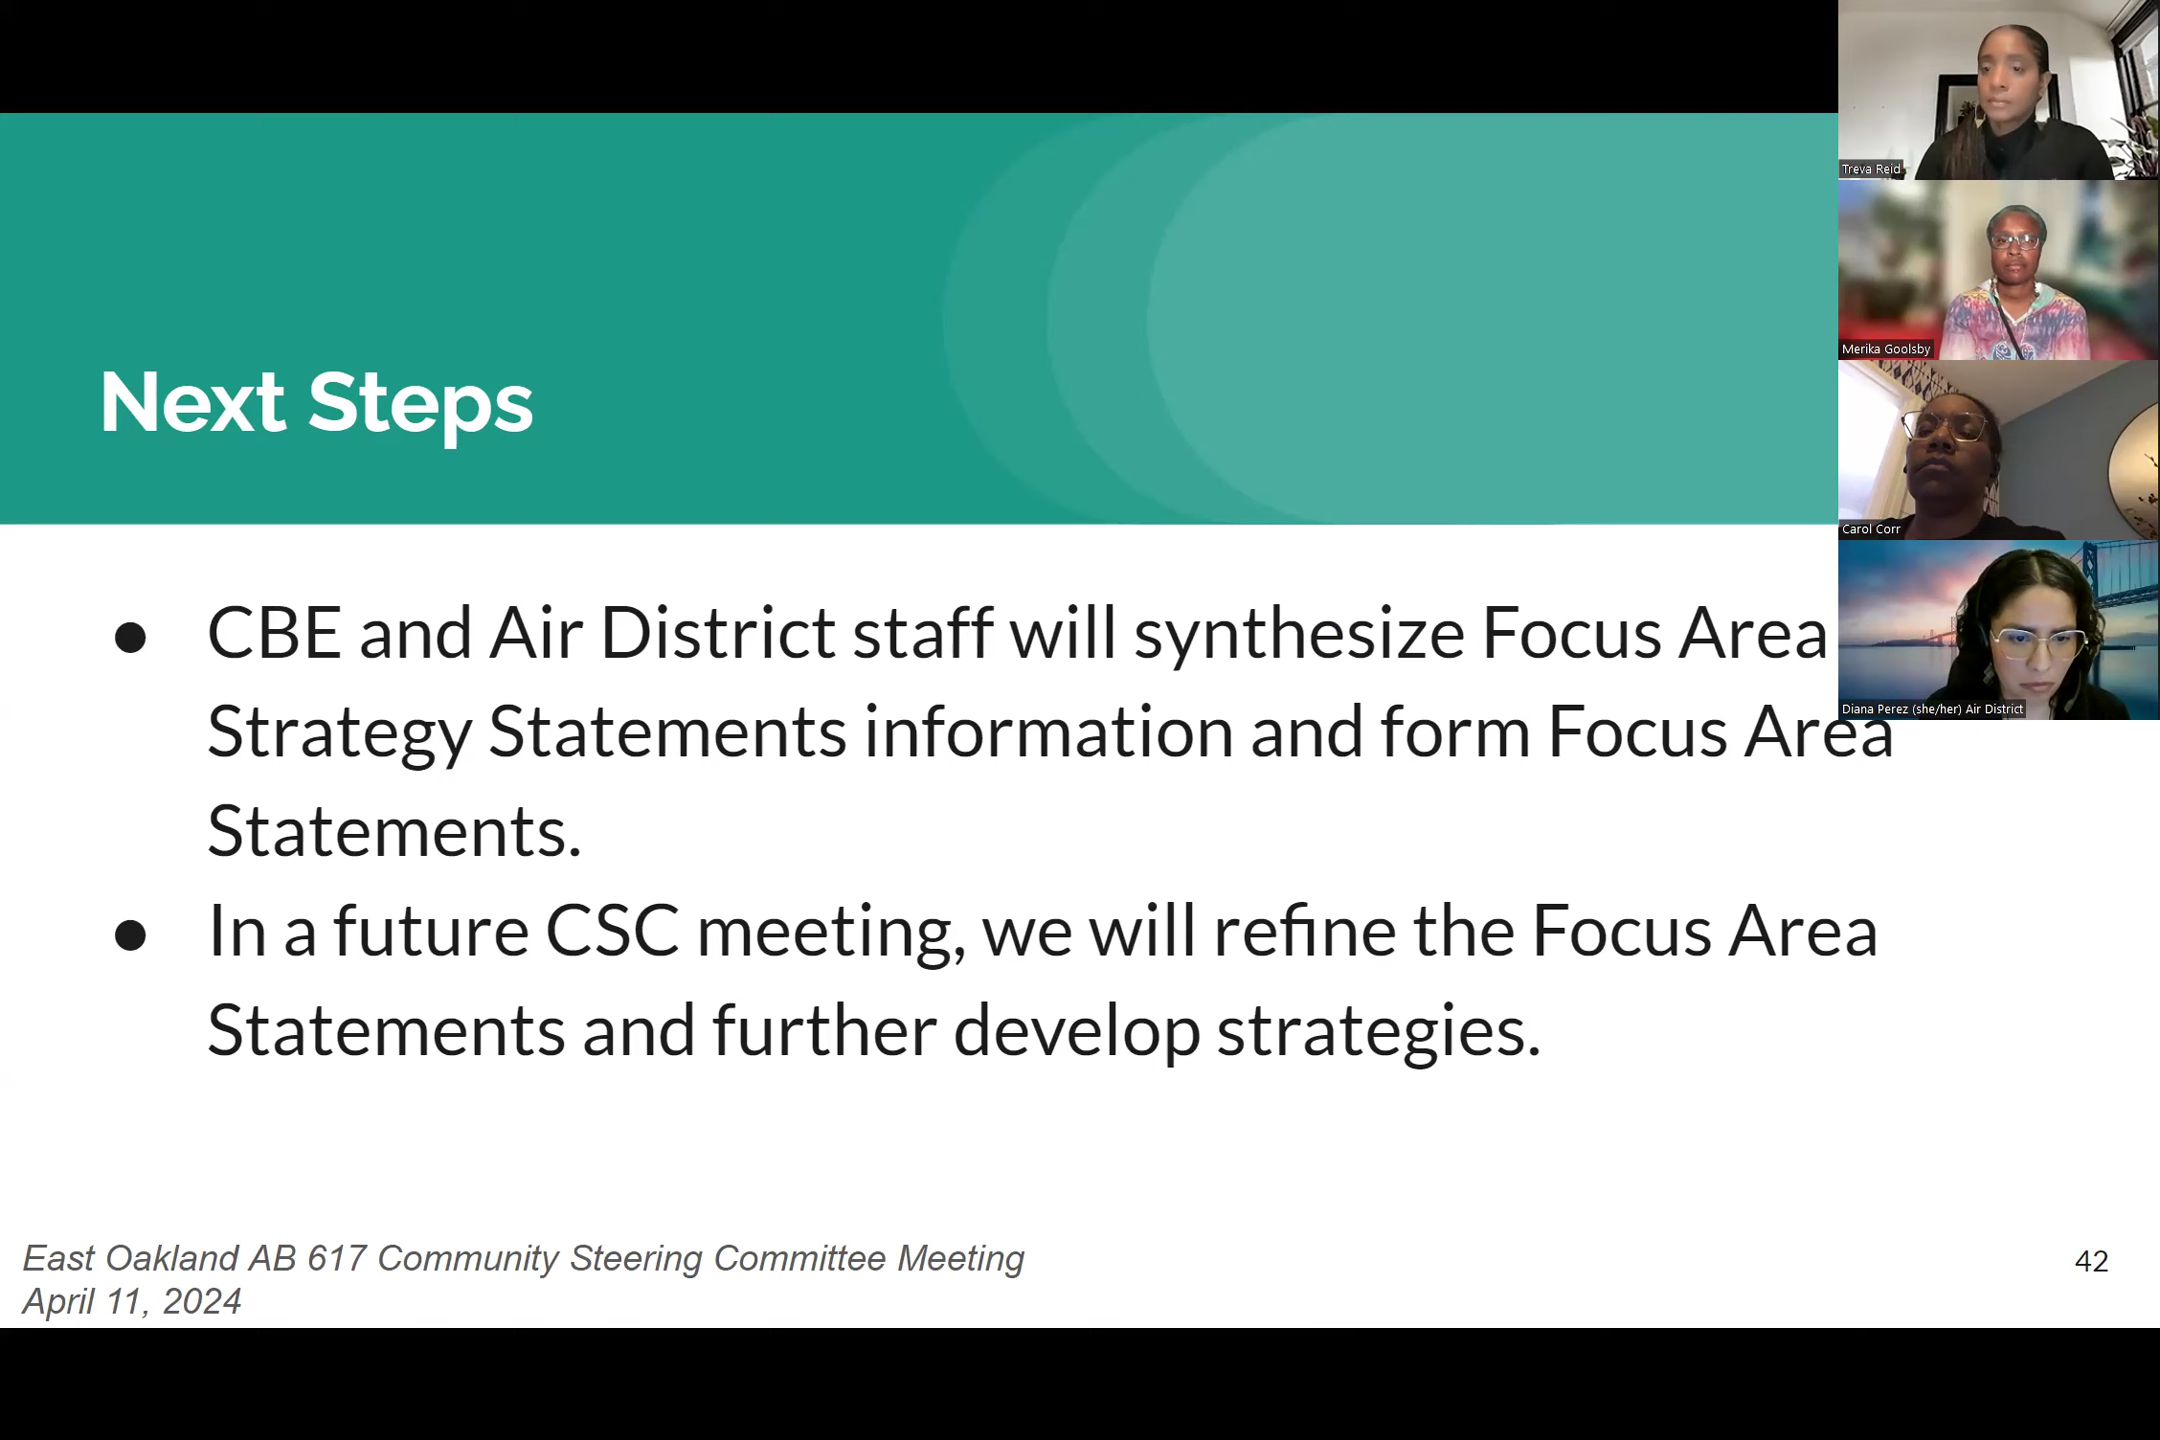 Next Steps
● CBE and Air District staff will synthesize Focus Area
Strategy Statements information and form Focus Area
Statements.
● In a future CSC meeting, we will refine the Focus Area
Statements and further develop strategies.
East Oakland AB 617 Community Steering Committee Meeting
April 11, 2024
42
Treva Reid
Merika Goolsby
Carol Corr
Diana Perez (she/her) Air District